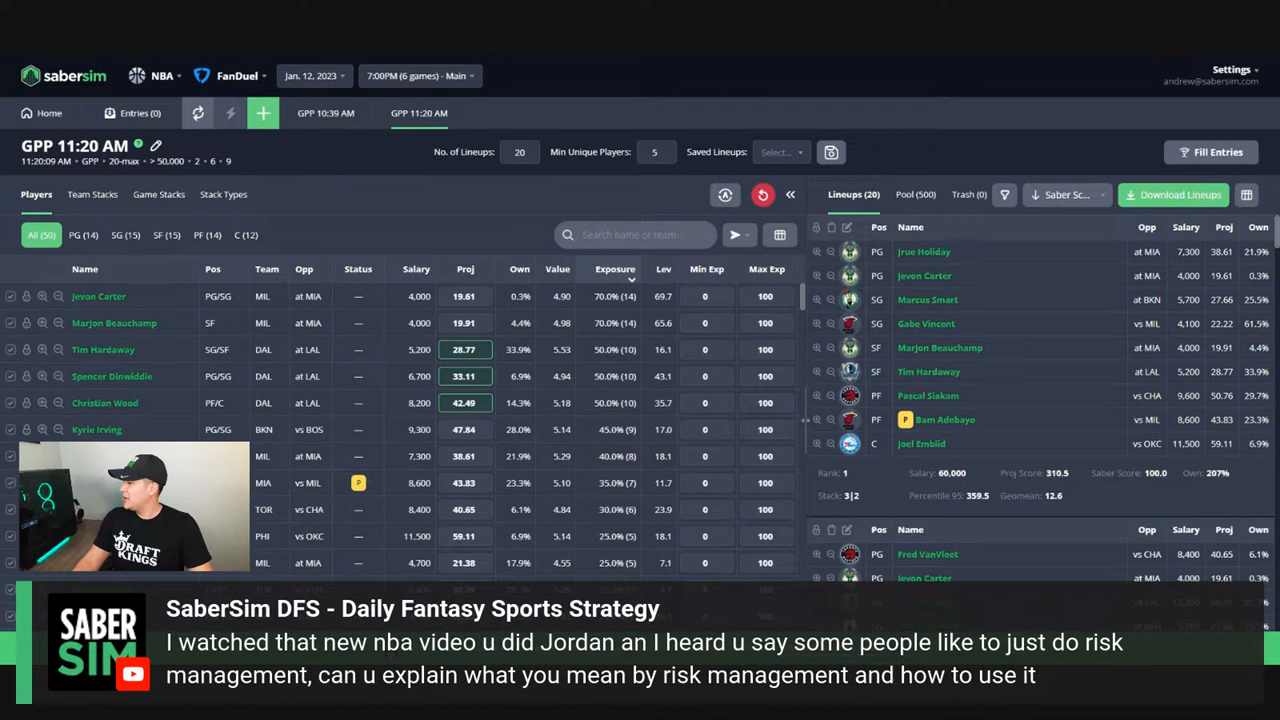 sabersim NBA FanDuel Jan. 12, 2023 7:00PM (6 games) - Main Settings
andrew@sabersim.com
Home Entries (0) GPP 10:39 AM GPP 11:20 AM
GPP 11:20 AM No. of Lineups: 20 Min Unique Players: 5 Saved Lineups: Select... Fill Entries
11:20:09 AM • GPP • 20-max • > 50,000 • 2 • 6 • 9
Players Team Stacks Game Stacks Stack Types Lineups (20) Pool (500) Trash (0) Saber Sc... Download Lineups
All (50) PG (14) SG (15) SF (15) PF (14) C (12) Search name or team...
Pos Name Opp Salary Proj Own
Jrue Holiday PG at MIA 7,300 38.61 21.9%
Name Pos Team Opp Status Salary Proj Own Value Exposure Lev Min Exp Max Exp
PG Jevon Carter at MIA 4,000 19.61 0.3%
Jevon Carter PG/SG MIL at MIA — 4,000 19.61 0.3% 4.90 70.0% (14) 69.7 0 100
SG Marcus Smart at BKN 5,700 27.66 25.5%
MarJon Beauchamp SF MIL at MIA — 4,000 19.91 4.4% 4.98 70.0% (14) 65.6 0 100
SG Gabe Vincent vs MIL 4,100 22.22 61.5%
Tim Hardaway SG/SF DAL at LAL — 5,200 28.77 33.9% 5.53 50.0% (10) 16.1 0 100
SF MarJon Beauchamp at MIA 4,000 19.91 4.4%
Spencer Dinwiddie PG/SG DAL at LAL — 6,700 33.11 6.9% 4.94 50.0% (10) 43.1 0 100
SF Tim Hardaway at LAL 5,200 28.77 33.9%
Christian Wood PF/C DAL at LAL — 8,200 42.49 14.3% 5.18 50.0% (10) 35.7 0 100
PF Pascal Siakam vs CHA 9,600 50.76 29.7%
Kyrie Irving PG/SG BKN vs BOS — 9,300 47.84 28.0% 5.14 45.0% (9) 17.1 0 100
PF P Bam Adebayo vs MIL 8,600 43.83 23.3%
MIL at MIA — 7,300 38.61 21.9% 5.29 40.0% (8) 18.1 0 100
C Joel Embiid vs OKC 11,500 59.11 6.9%
MIA vs MIL P 8,600 43.83 23.3% 5.10 35.0% (7) 11.7 0 100
Rank: 1 Salary: 60,000 Proj Score: 310.5 Saber Score: 100.0 Own: 207%
TOR vs CHA — 8,400 40.65 6.1% 4.84 30.0% (6) 23.9 0 100
Stack: 3|2 Percentile 95: 359.5 Geomean: 12.6
PHI vs OKC — 11,500 59.11 6.9% 5.14 25.0% (5) 18.1 0 100
Pos Name Opp Salary Proj Own
MIL at MIA — 4,700 21.38 17.9% 4.55 25.0% (5) 7.1 0 100
PG Fred VanVleet vs CHA 8,400 40.65 6.1%
PG Jevon Carter at MIA 4,000 19.61 0.3%
DRAFT
KINGS
SABER
SIM
SaberSim DFS - Daily Fantasy Sports Strategy
I watched that new nba video u did Jordan an I heard u say some people like to just do risk
management, can u explain what you mean by risk management and how to use it